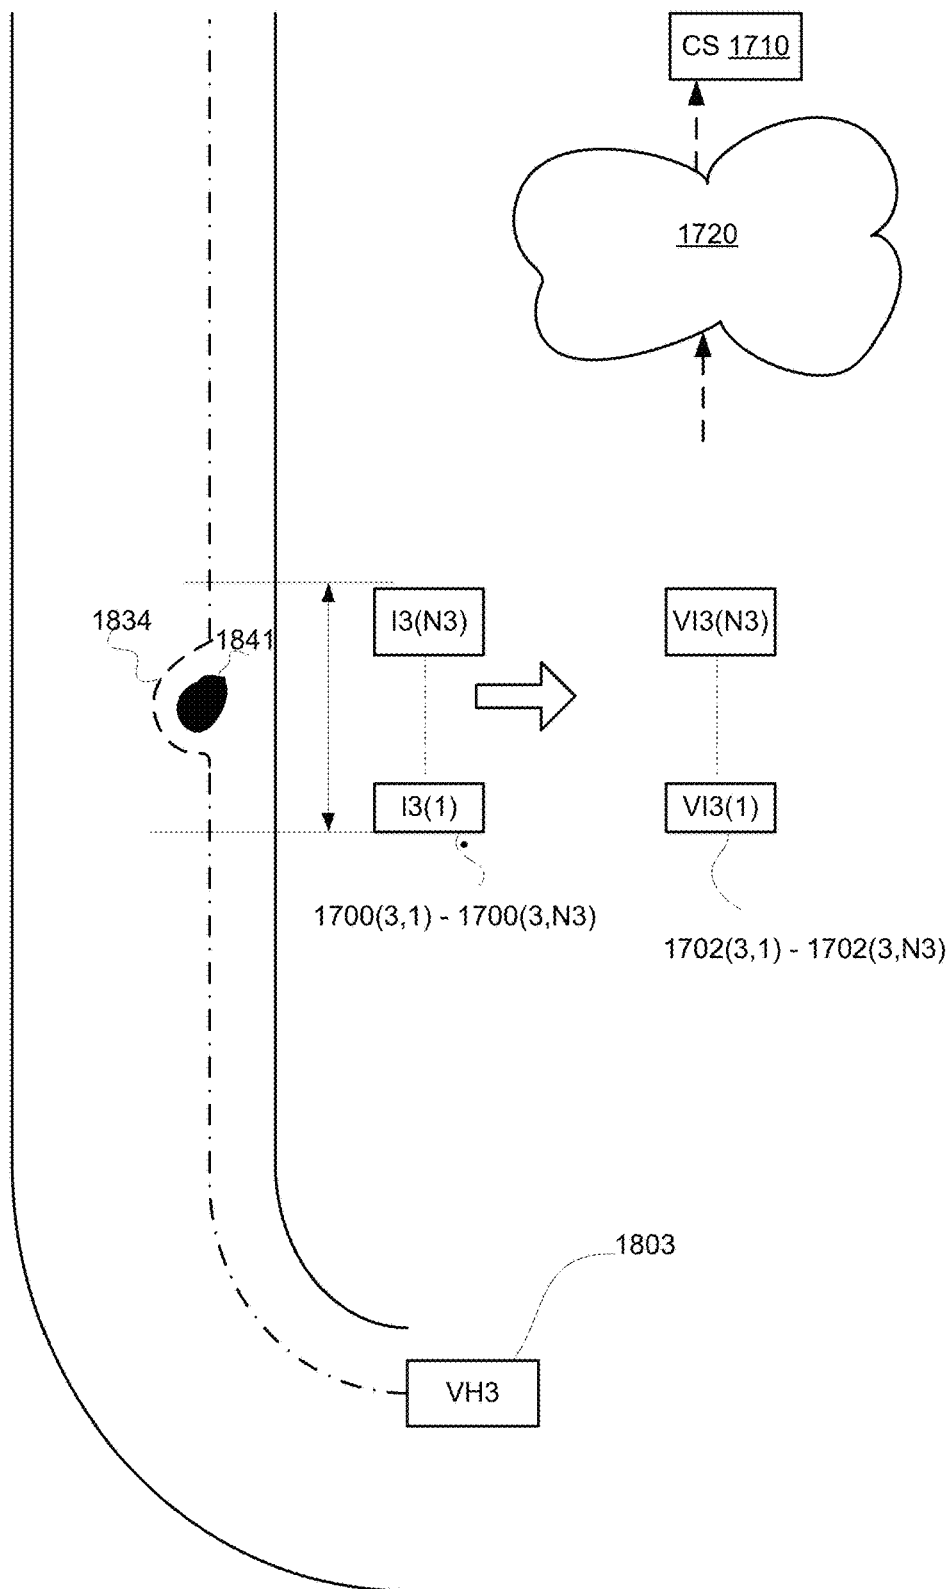 CS 1710
1720
1834
1841
I3(N3)
VI3(N3)
I3(1)
VI3(1)
1700(3,1) - 1700(3,N3)
1702(3,1) - 1702(3,N3)
1803
VH3